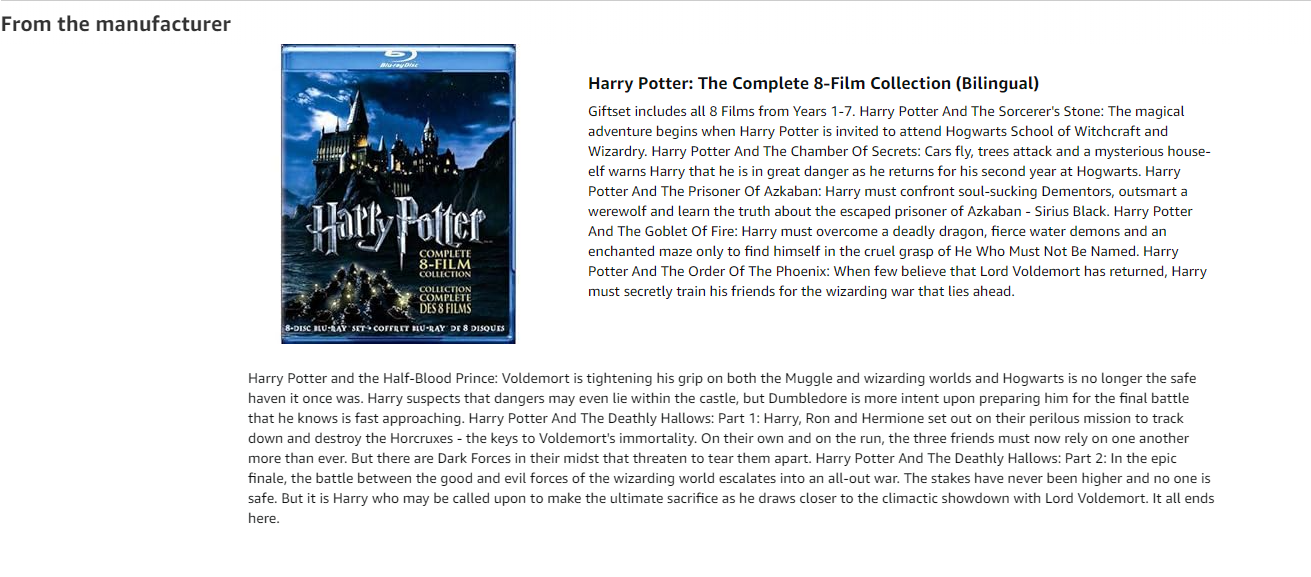 From the manufacturer
Blu-ray Disc
Harry Potter
COMPLETE
8-FILM
COLLECTION
COLLECTION
COMPLÈTE
DES 8 FILMS
8-DISC BLU-RAY SET • COFFRET BLU-RAY DE 8 DISQUES
Harry Potter: The Complete 8-Film Collection (Bilingual)
Giftset includes all 8 Films from Years 1-7. Harry Potter And The Sorcerer's Stone: The magical
adventure begins when Harry Potter is invited to attend Hogwarts School of Witchcraft and
Wizardry. Harry Potter And The Chamber Of Secrets: Cars fly, trees attack and a mysterious house-
elf warns Harry that he is in great danger as he returns for his second year at Hogwarts. Harry
Potter And The Prisoner Of Azkaban: Harry must confront soul-sucking Dementors, outsmart a
werewolf and learn the truth about the escaped prisoner of Azkaban - Sirius Black. Harry Potter
And The Goblet Of Fire: Harry must overcome a deadly dragon, fierce water demons and an
enchanted maze only to find himself in the cruel grasp of He Who Must Not Be Named. Harry
Potter And The Order Of The Phoenix: When few believe that Lord Voldemort has returned, Harry
must secretly train his friends for the wizarding war that lies ahead.
Harry Potter and the Half-Blood Prince: Voldemort is tightening his grip on both the Muggle and wizarding worlds and Hogwarts is no longer the safe
haven it once was. Harry suspects that dangers may even lie within the castle, but Dumbledore is more intent upon preparing him for the final battle
that he knows is fast approaching. Harry Potter And The Deathly Hallows: Part 1: Harry, Ron and Hermione set out on their perilous mission to track
down and destroy the Horcruxes - the keys to Voldemort's immortality. On their own and on the run, the three friends must now rely on one another
more than ever. But there are Dark Forces in their midst that threaten to tear them apart. Harry Potter And The Deathly Hallows: Part 2: In the epic
finale, the battle between the good and evil forces of the wizarding world escalates into an all-out war. The stakes have never been higher and no one is
safe. But it is Harry who may be called upon to make the ultimate sacrifice as he draws closer to the climactic showdown with Lord Voldemort. It all ends
here.